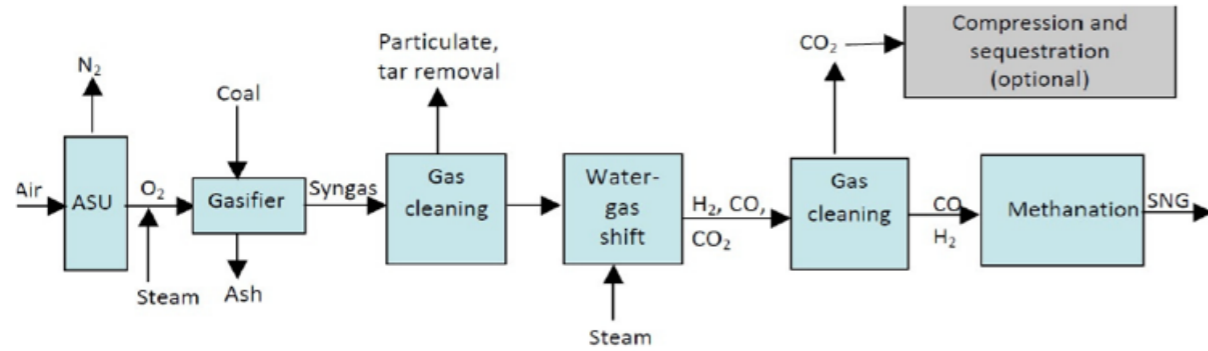 N₂
Air
ASU
O₂
Steam
Coal
Gasifier
Ash
Syngas
Particulate,
tar removal
Gas
cleaning
Water-
gas
shift
Steam
H₂, CO,
CO₂
Gas
cleaning
CO₂
Compression and
sequestration
(optional)
CO
H₂
Methanation
SNG